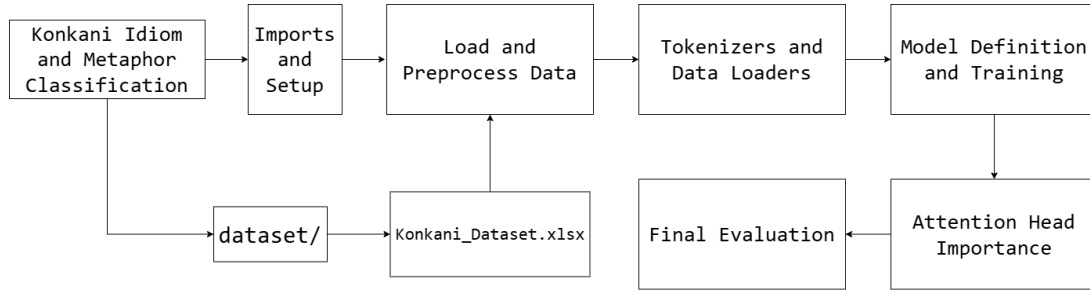 Konkani Idiom
and Metaphor
Classification
Imports
and
Setup
Load and
Preprocess Data
Tokenizers and
Data Loaders
Model Definition
and Training
dataset/
Konkani_Dataset.xlsx
Final Evaluation
Attention Head
Importance